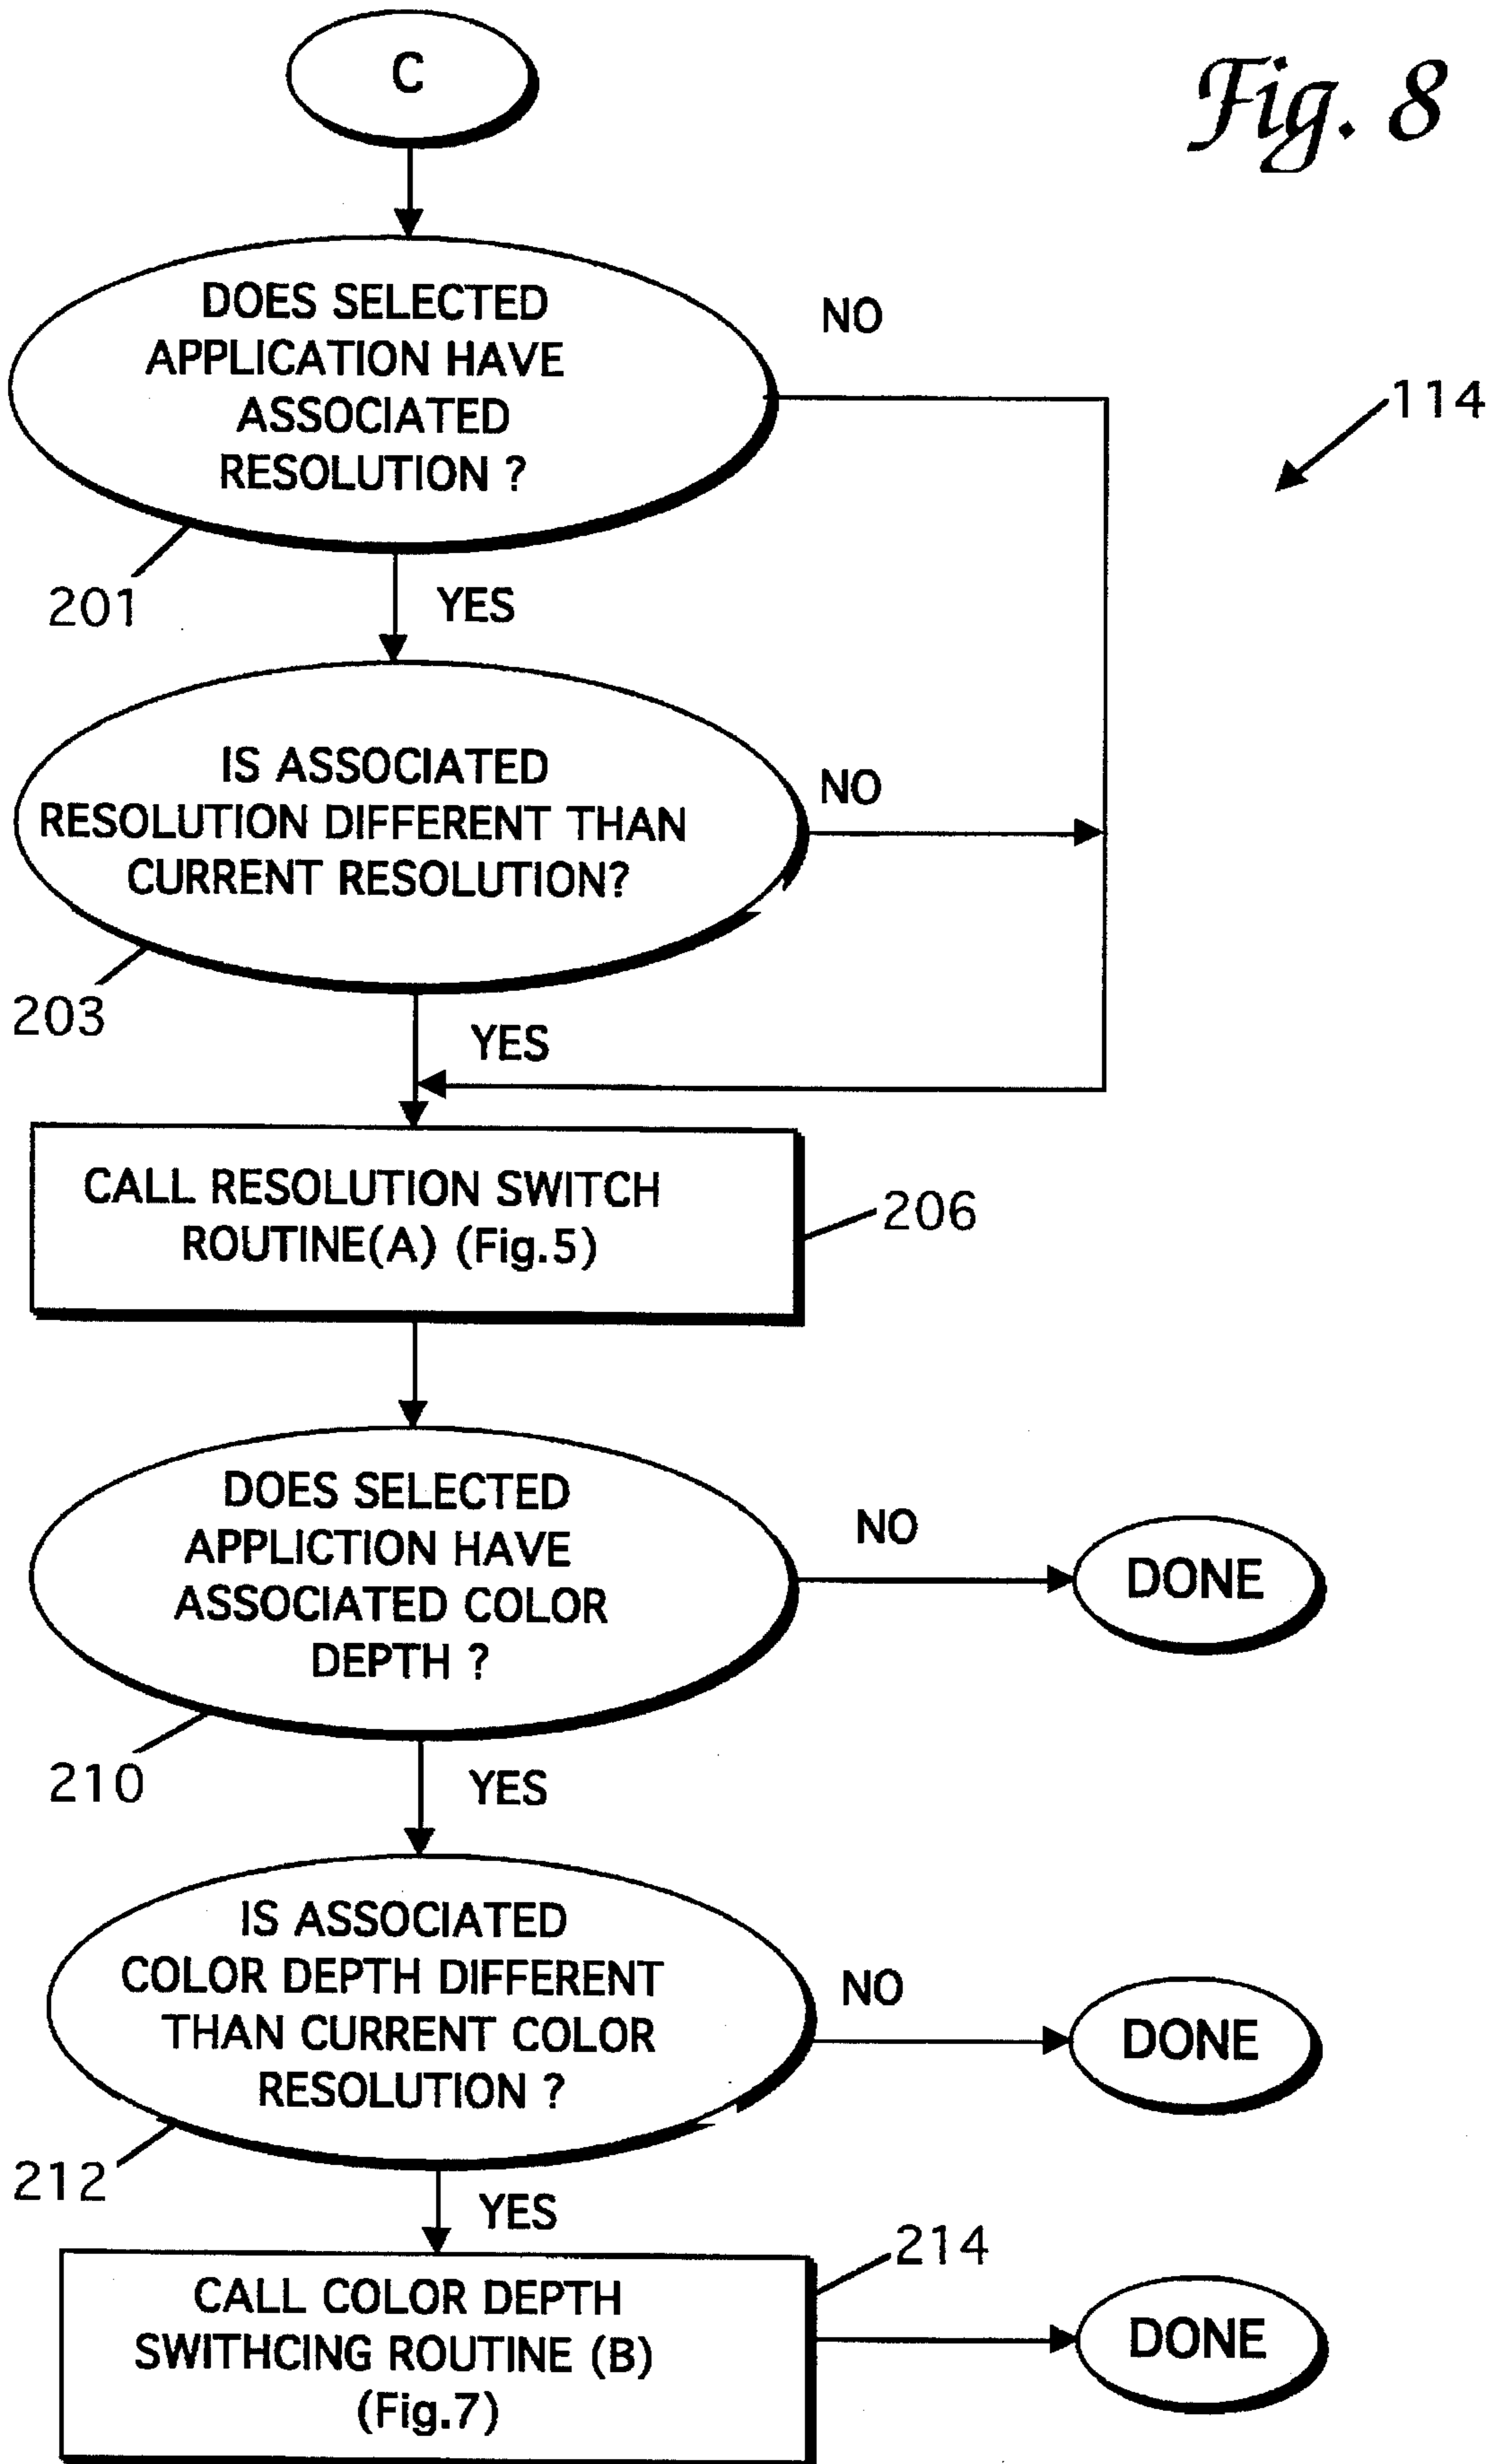 C
Fig. 8
DOES SELECTED
APPLICATION HAVE
ASSOCIATED
RESOLUTION ?
NO
114
201
YES
IS ASSOCIATED
RESOLUTION DIFFERENT THAN
CURRENT RESOLUTION?
NO
203
YES
CALL RESOLUTION SWITCH
ROUTINE(A) (Fig.5)
206
DOES SELECTED
APPLICTION HAVE
ASSOCIATED COLOR
DEPTH ?
NO
DONE
210
YES
IS ASSOCIATED
COLOR DEPTH DIFFERENT
THAN CURRENT COLOR
RESOLUTION ?
NO
DONE
212
YES
214
CALL COLOR DEPTH
SWITHCING ROUTINE (B)
(Fig.7)
DONE